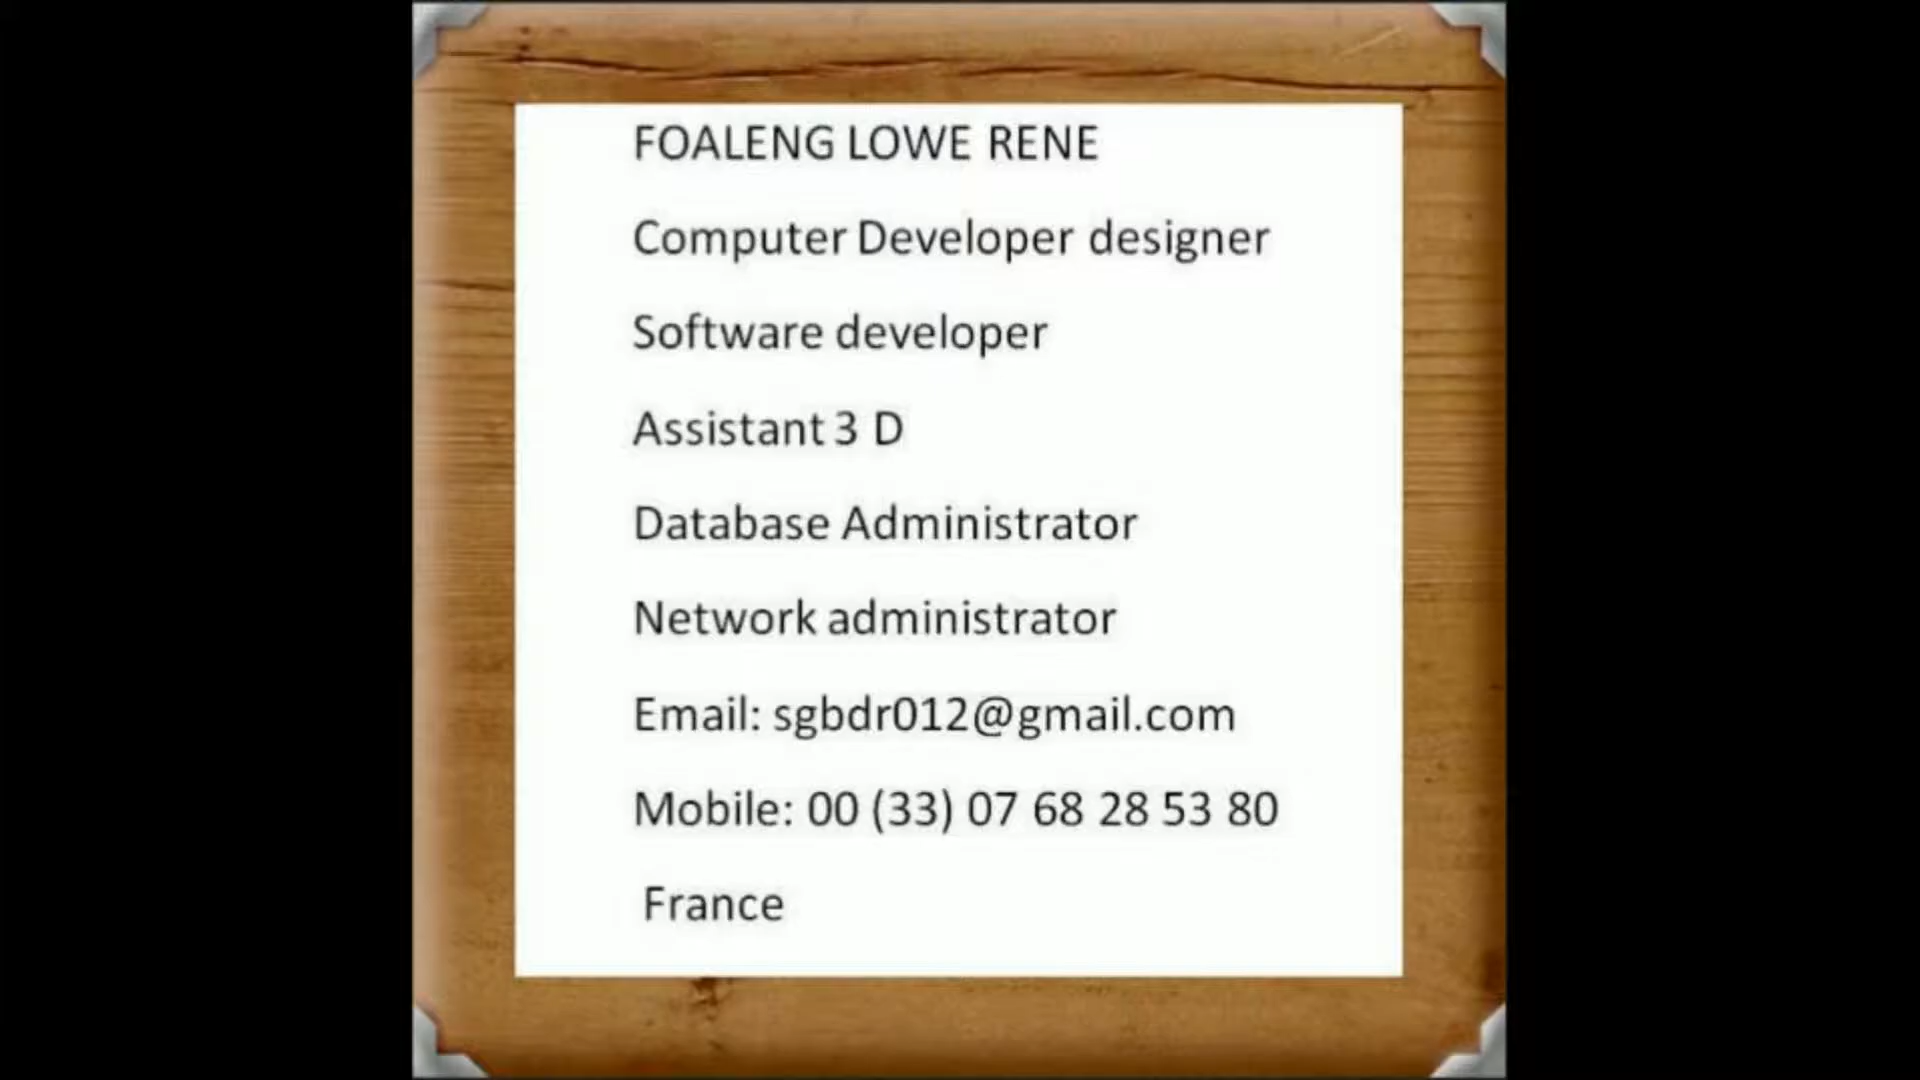 FOALENG LOWE RENE
Computer Developer designer
Software developer
Assistant 3 D
Database Administrator
Network administrator
Email: sgbdr012@gmail.com
Mobile: 00 (33) 07 68 28 53 80
France